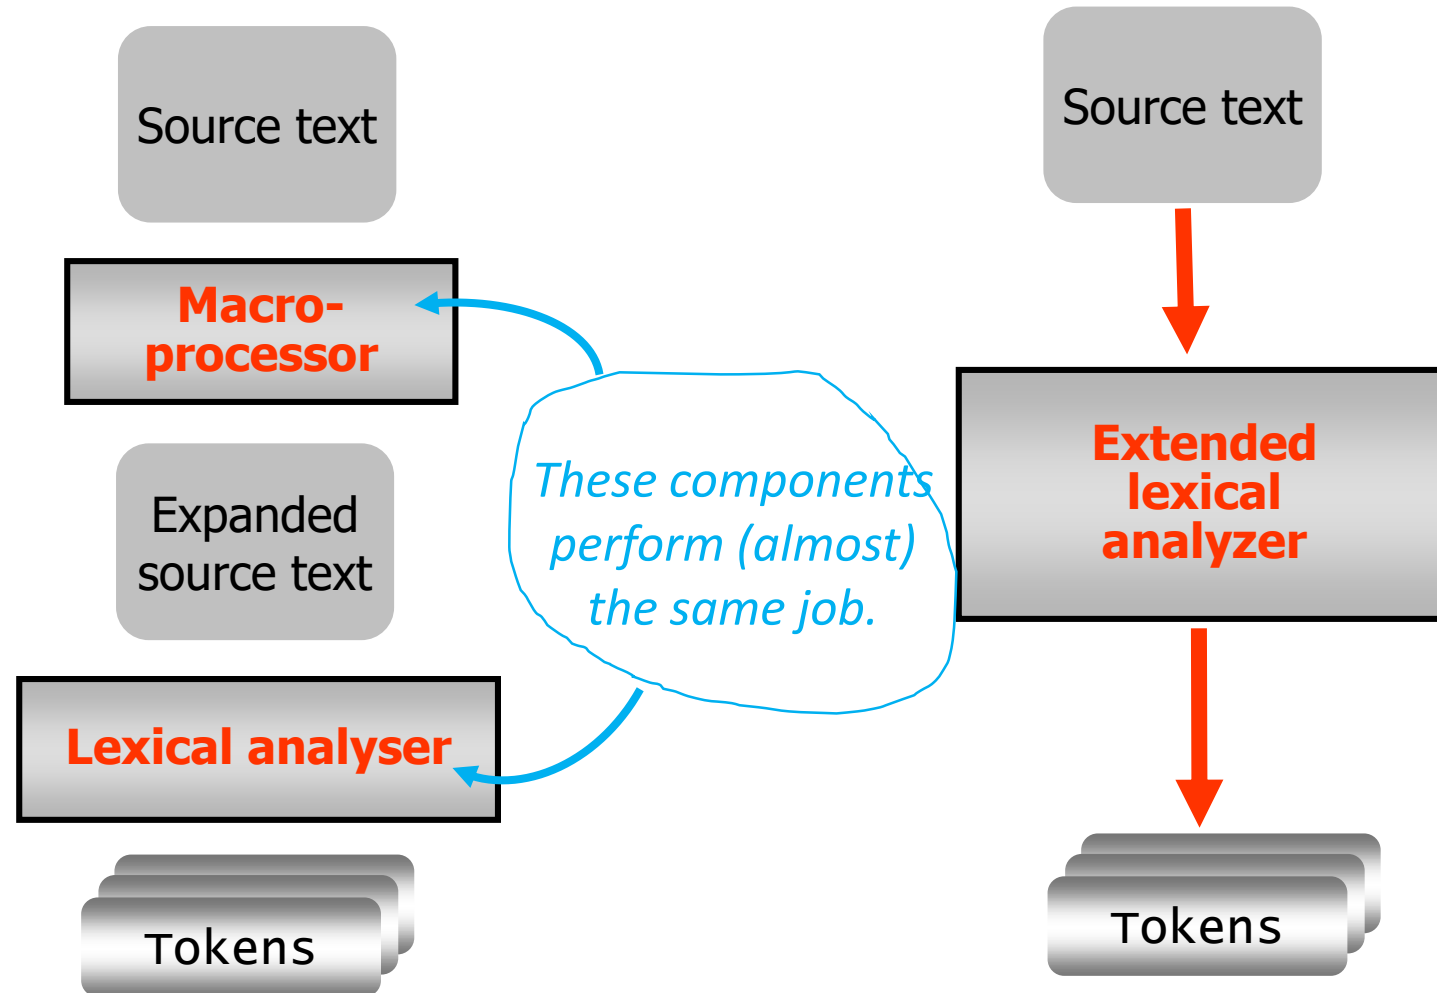 Source text
Macro-
processor
Expanded
source text
Lexical analyser
Tokens
These components
perform (almost)
the same job.
Source text
Extended
lexical
analyzer
Tokens